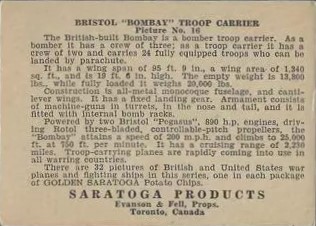 BRISTOL "BOMBAY" TROOP CARRIER
Picture No. 16
The British-built Bombay is a bomber troop carrier. As a
bomber it has a crew of three; as a troop carrier it has a
crew of two and carries 24 fully equipped troops who can be
landed by parachute.
It has a wing span of 95 ft. 9 in., a wing area of 1,340
sq. ft., and is 19 ft. 6 in. high. The empty weight is 13,800
lbs., while fully loaded it weighs 20,000 lbs.
Construction is all-metal monocoque fuselage, and canti-
lever wings. It has a fixed landing gear. Armament consists
of machine-guns in turrets, in the nose and tail, and it is
fitted with internal bomb racks.
Powered by two Bristol "Pegasus", 890 h.p. engines, driv-
ing Rotol three-bladed, controllable-pitch propellers, the
"Bombay" attains a speed of 200 m.p.h. and climbs to 25,000
ft. at 750 ft. per minute. It has a cruising range of 2,230
miles. Troop-carrying planes are rapidly coming into use in
all warring countries.
There are 32 pictures of British and United States war
planes and fighting ships in this series, one in each package
of GOLDEN SARATOGA Potato Chips.
SARATOGA PRODUCTS
Evanson & Fell, Props.
Toronto, Canada